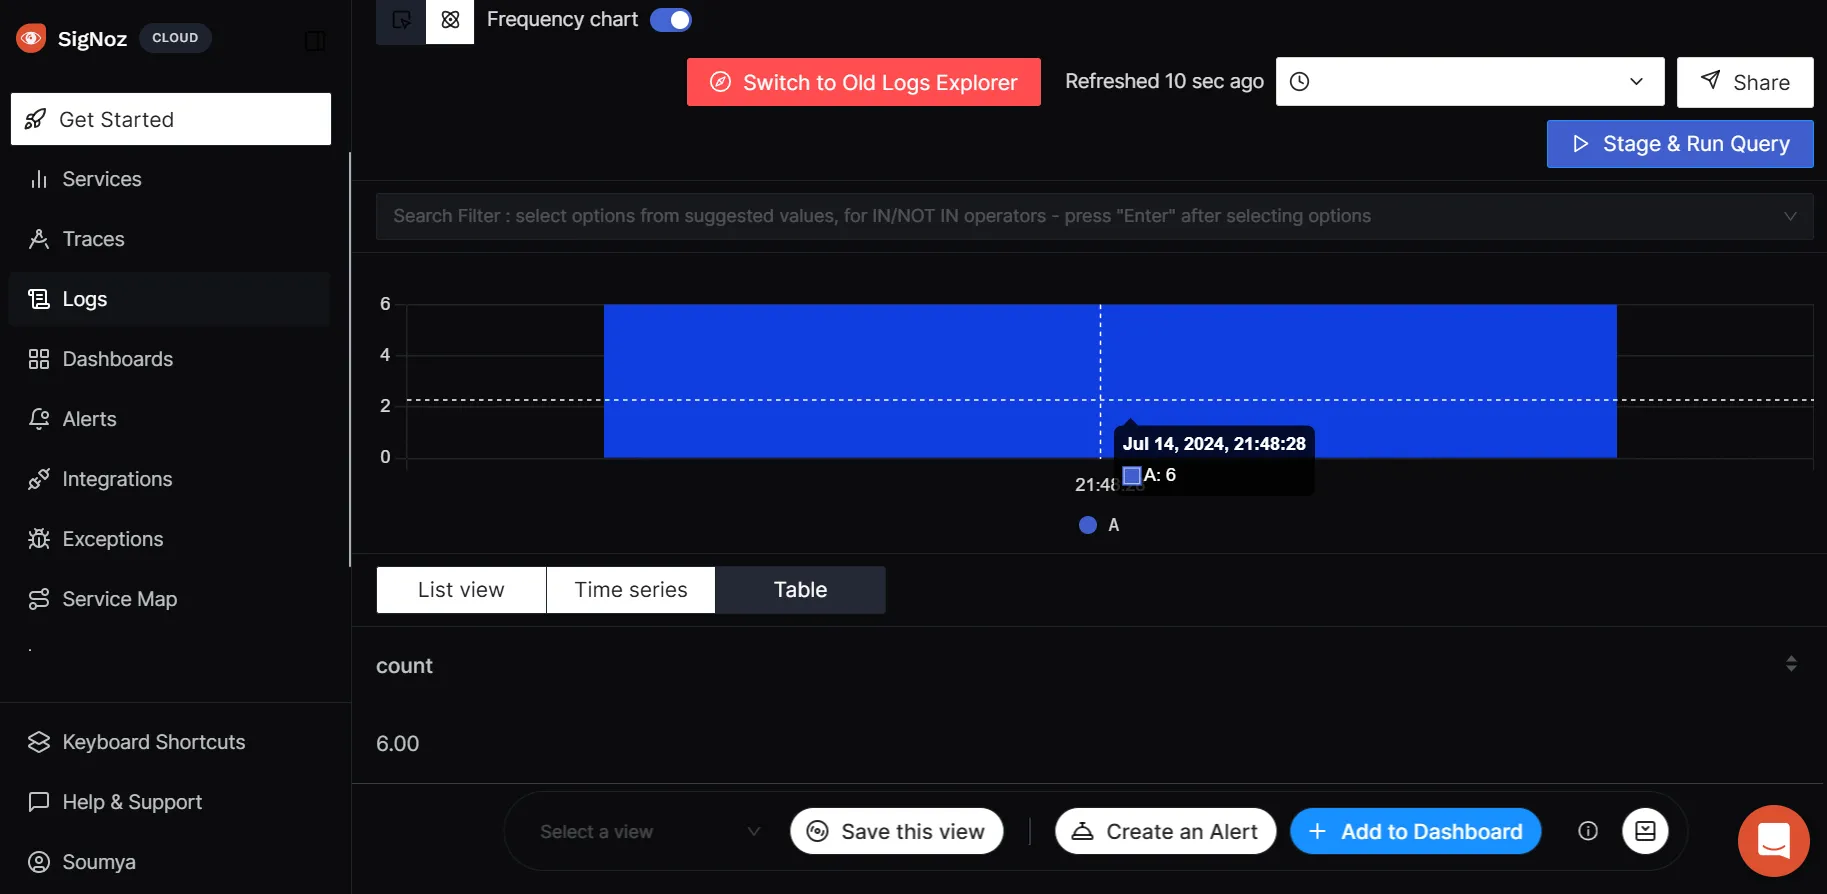 SigNoz CLOUD
Get Started
Services
Traces
Logs
Dashboards
Alerts
Integrations
Exceptions
Service Map
Keyboard Shortcuts
Help & Support
Soumya
Frequency chart
Switch to Old Logs Explorer
Refreshed 10 sec ago
Share
Stage & Run Query
Search Filter : select options from suggested values, for IN/NOT IN operators - press "Enter" after selecting options
6
4
2
0
Jul 14, 2024, 21:48:28
A: 6
21:48:28
A
List view
Time series
Table
count
6.00
Select a view
Save this view
Create an Alert
Add to Dashboard